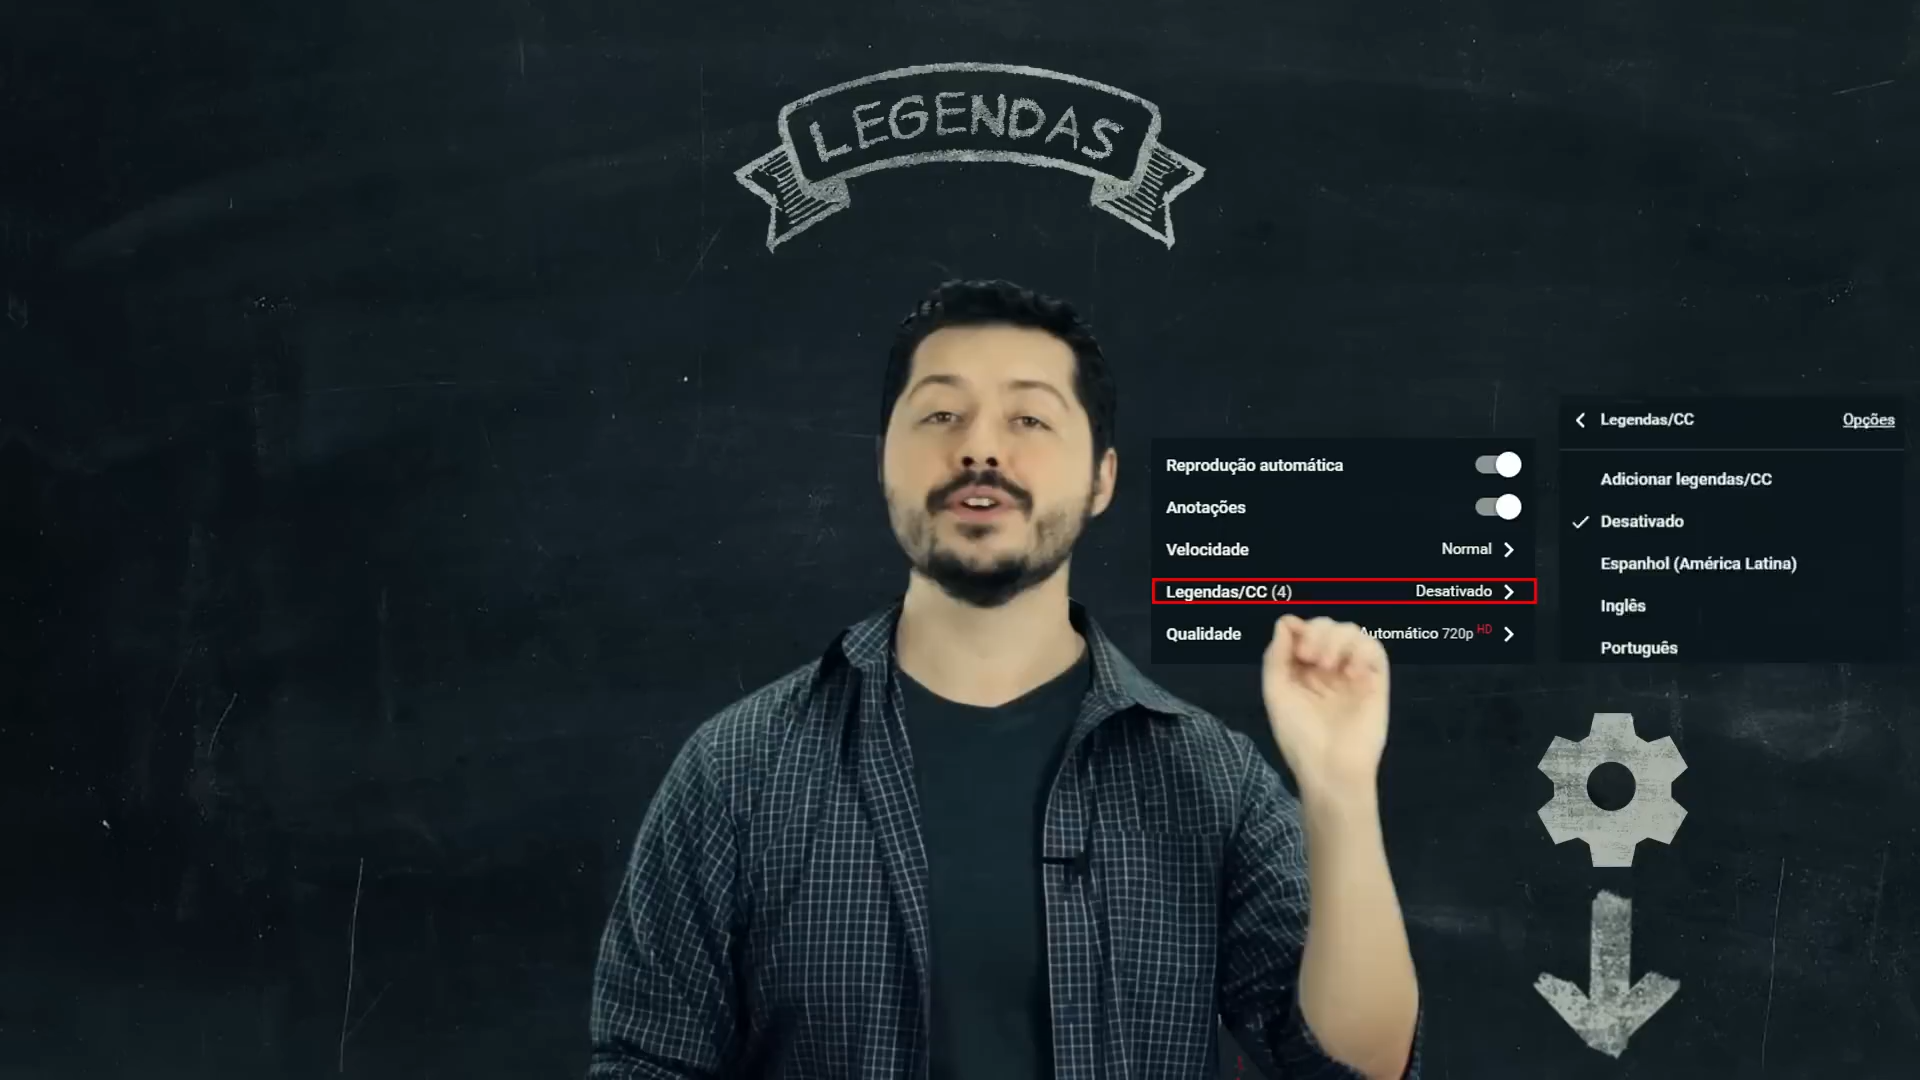 LEGENDAS
Reprodução automática
Anotações
Velocidade Normal
Legendas/CC (4) Desativado
Qualidade Automático 720p HD
Legendas/CC Opções
Adicionar legendas/CC
Desativado
Espanhol (América Latina)
Inglês
Português